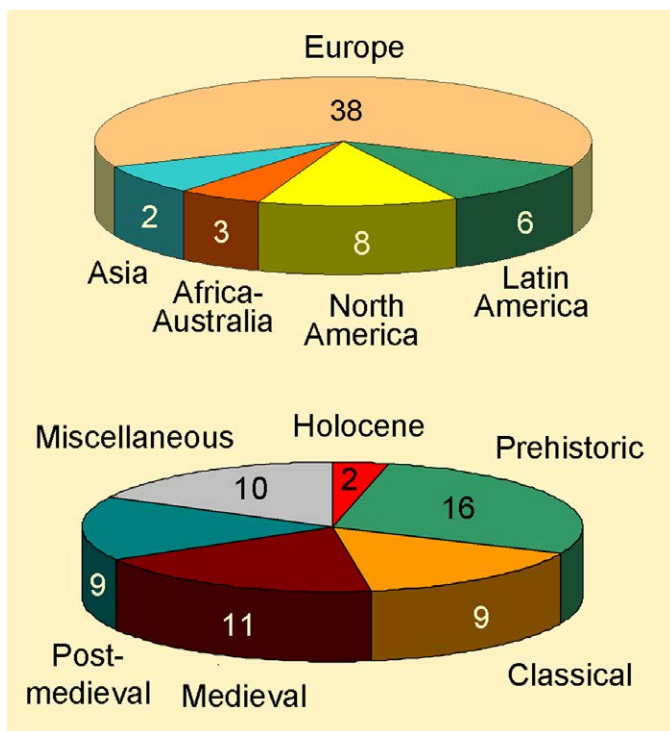 Europe
38
2
3
8
6
Asia
Africa-
Australia
North
America
Latin
America
Miscellaneous
Holocene
Prehistoric
10
2
16
9
11
9
Post-
medieval
Medieval
Classical